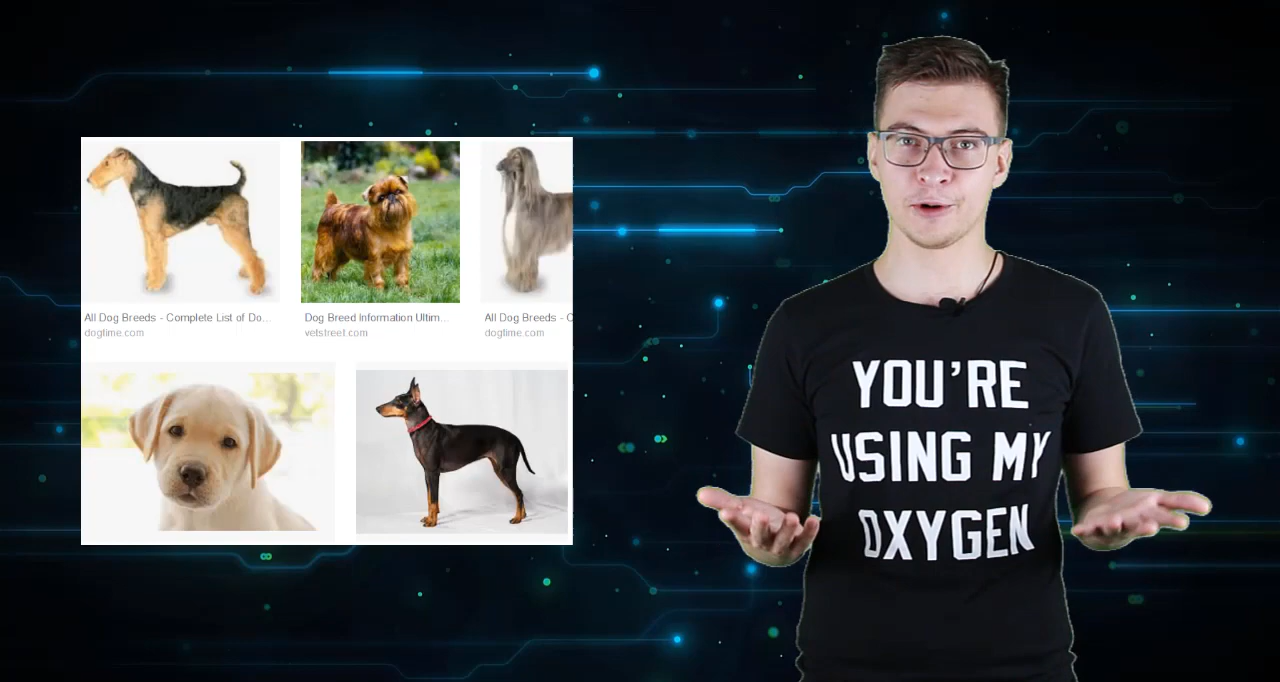 All Dog Breeds - Complete List of Do...
dogtime.com
Dog Breed Information Ultim...
vetstreet.com
All Dog Breeds - C
dogtime.com
YOU'RE
USING MY
OXYGEN